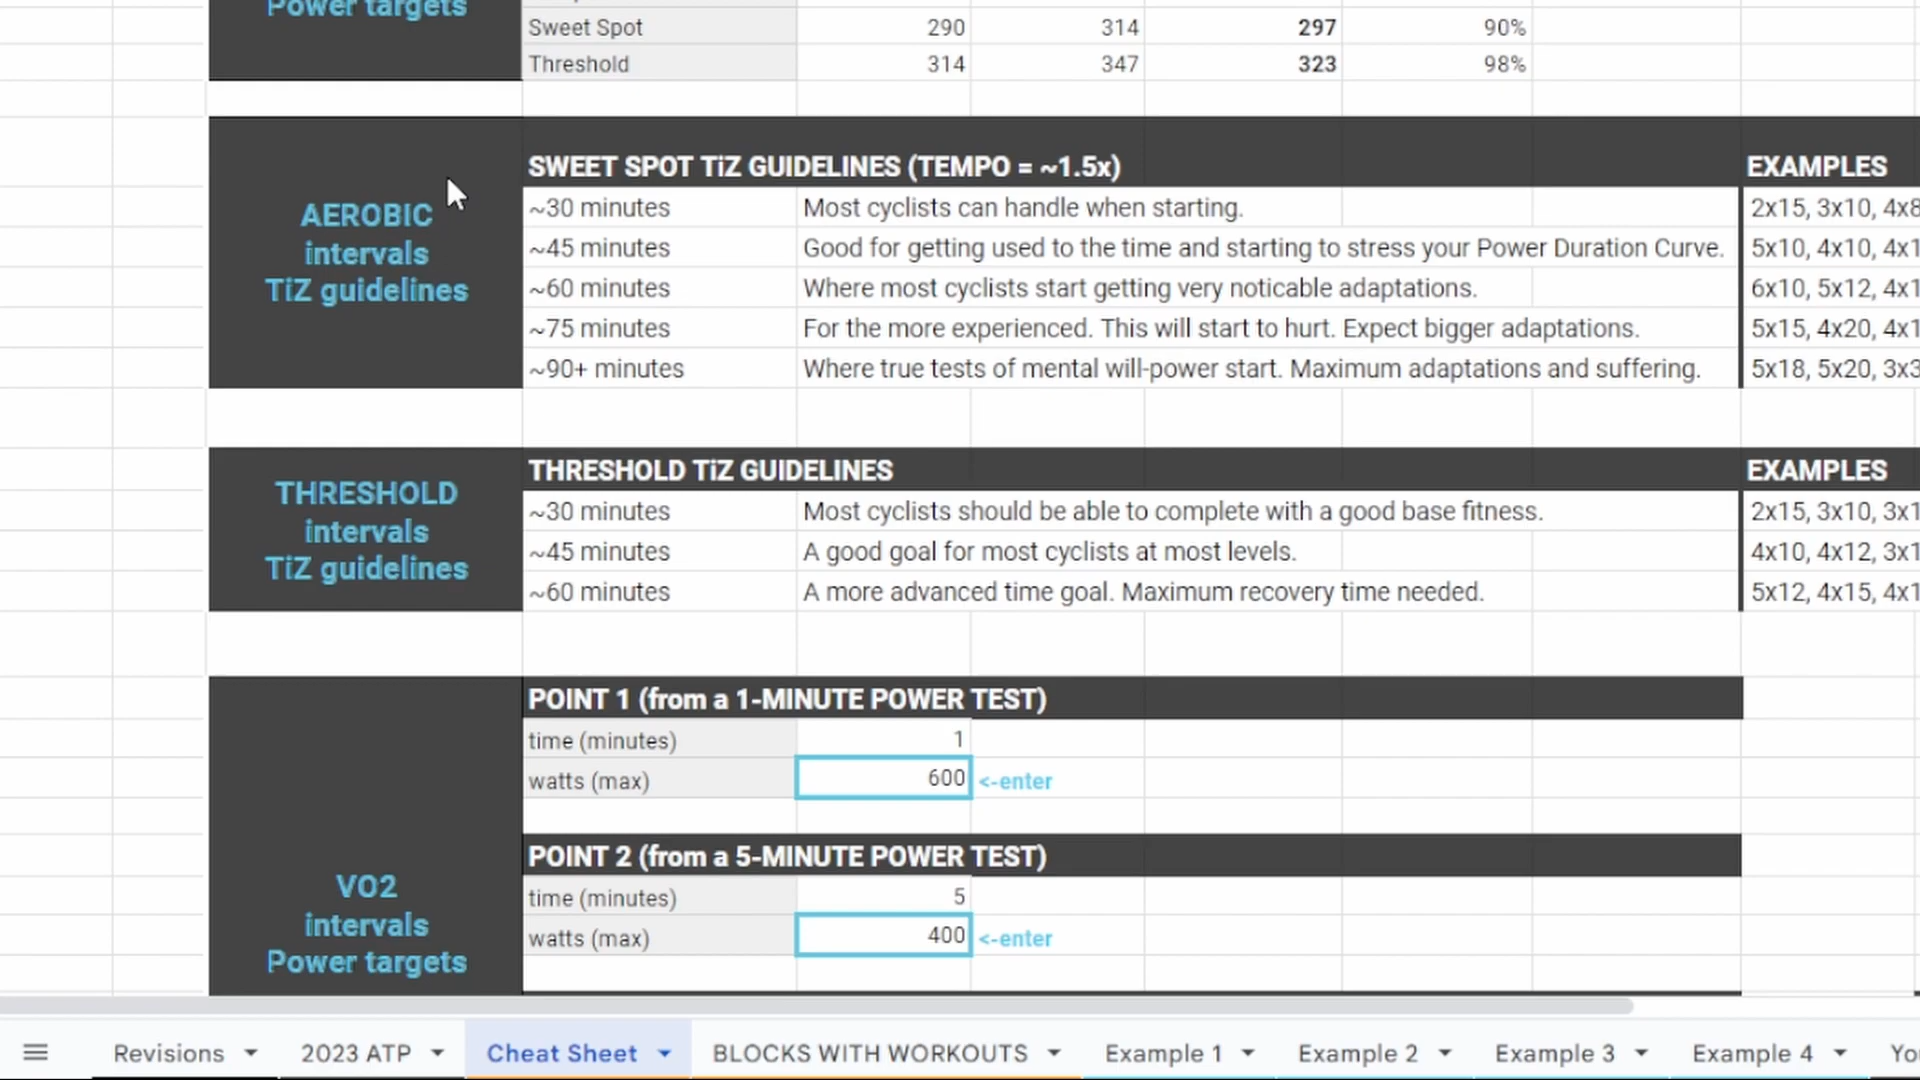 Power targets
Sweet Spot 290 314 297 90%
Threshold 314 347 323 98%
AEROBIC
intervals
TiZ guidelines
SWEET SPOT TiZ GUIDELINES (TEMPO = ~1.5x) EXAMPLES
~30 minutes Most cyclists can handle when starting. 2x15, 3x10, 4x8
~45 minutes Good for getting used to the time and starting to stress your Power Duration Curve. 5x10, 4x10, 4x1
~60 minutes Where most cyclists start getting very noticable adaptations. 6x10, 5x12, 4x1
~75 minutes For the more experienced. This will start to hurt. Expect bigger adaptations. 5x15, 4x20, 4x1
~90+ minutes Where true tests of mental will-power start. Maximum adaptations and suffering. 5x18, 5x20, 3x3
THRESHOLD
intervals
TiZ guidelines
THRESHOLD TiZ GUIDELINES EXAMPLES
~30 minutes Most cyclists should be able to complete with a good base fitness. 2x15, 3x10, 3x1
~45 minutes A good goal for most cyclists at most levels. 4x10, 4x12, 3x1
~60 minutes A more advanced time goal. Maximum recovery time needed. 5x12, 4x15, 4x1
VO2
intervals
Power targets
POINT 1 (from a 1-MINUTE POWER TEST)
time (minutes) 1
watts (max) 600 <-enter
POINT 2 (from a 5-MINUTE POWER TEST)
time (minutes) 5
watts (max) 400 <-enter
Revisions 2023 ATP Cheat Sheet BLOCKS WITH WORKOUTS Example 1 Example 2 Example 3 Example 4 Yo